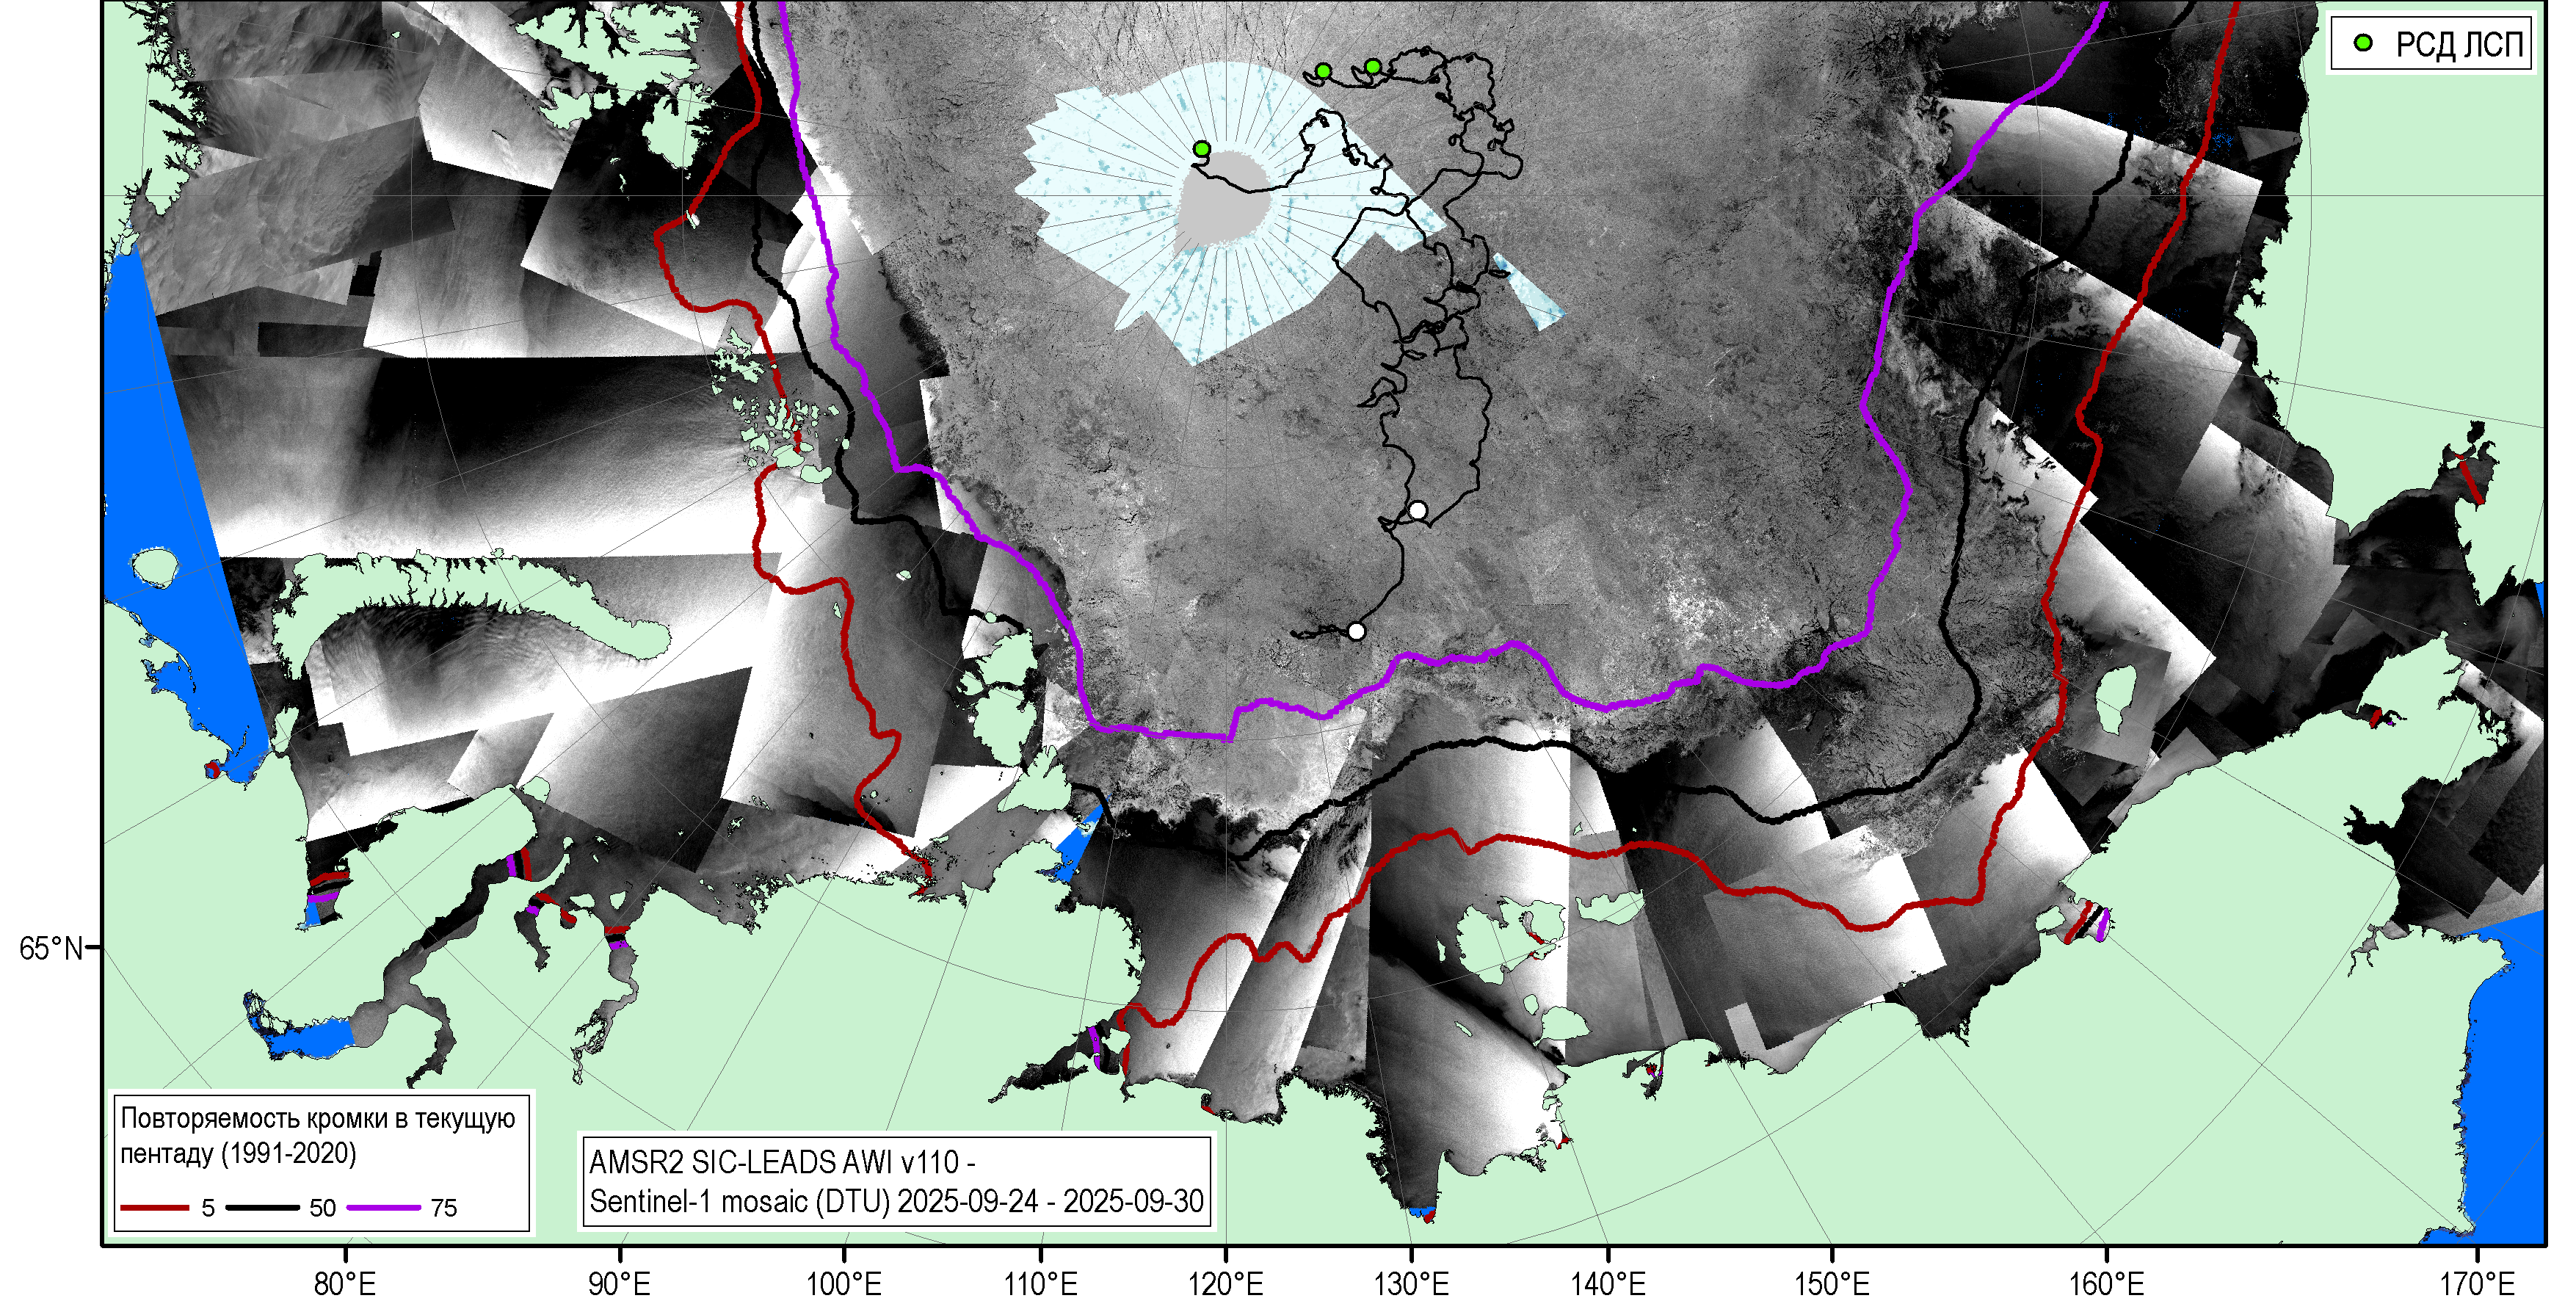 РСД ЛСП
65°N
Повторяемость кромки в текущую
пентаду (1991-2020)
5 50 75
AMSR2 SIC-LEADS AWI v110 -
Sentinel-1 mosaic (DTU) 2025-09-24 - 2025-09-30
80°E 90°E 100°E 110°E 120°E 130°E 140°E 150°E 160°E 170°E